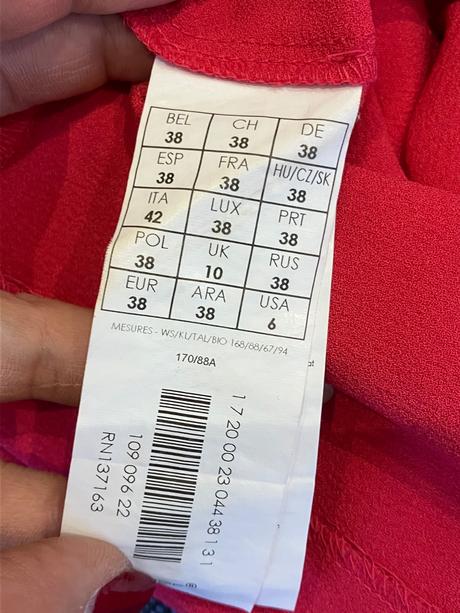 BEL CH DE
38 38 38
ESP FRA HU/CZ/SK
38 38 38
ITA LUX PRT
42 38 38
POL UK RUS
38 10 38
EUR ARA USA
38 38 6
MESURES - WS/KL/TAL/BIO 168/88/67/94
170/88A
1 7 20 00 23 044 38 1 3 1
109 096 22
RN137163
®